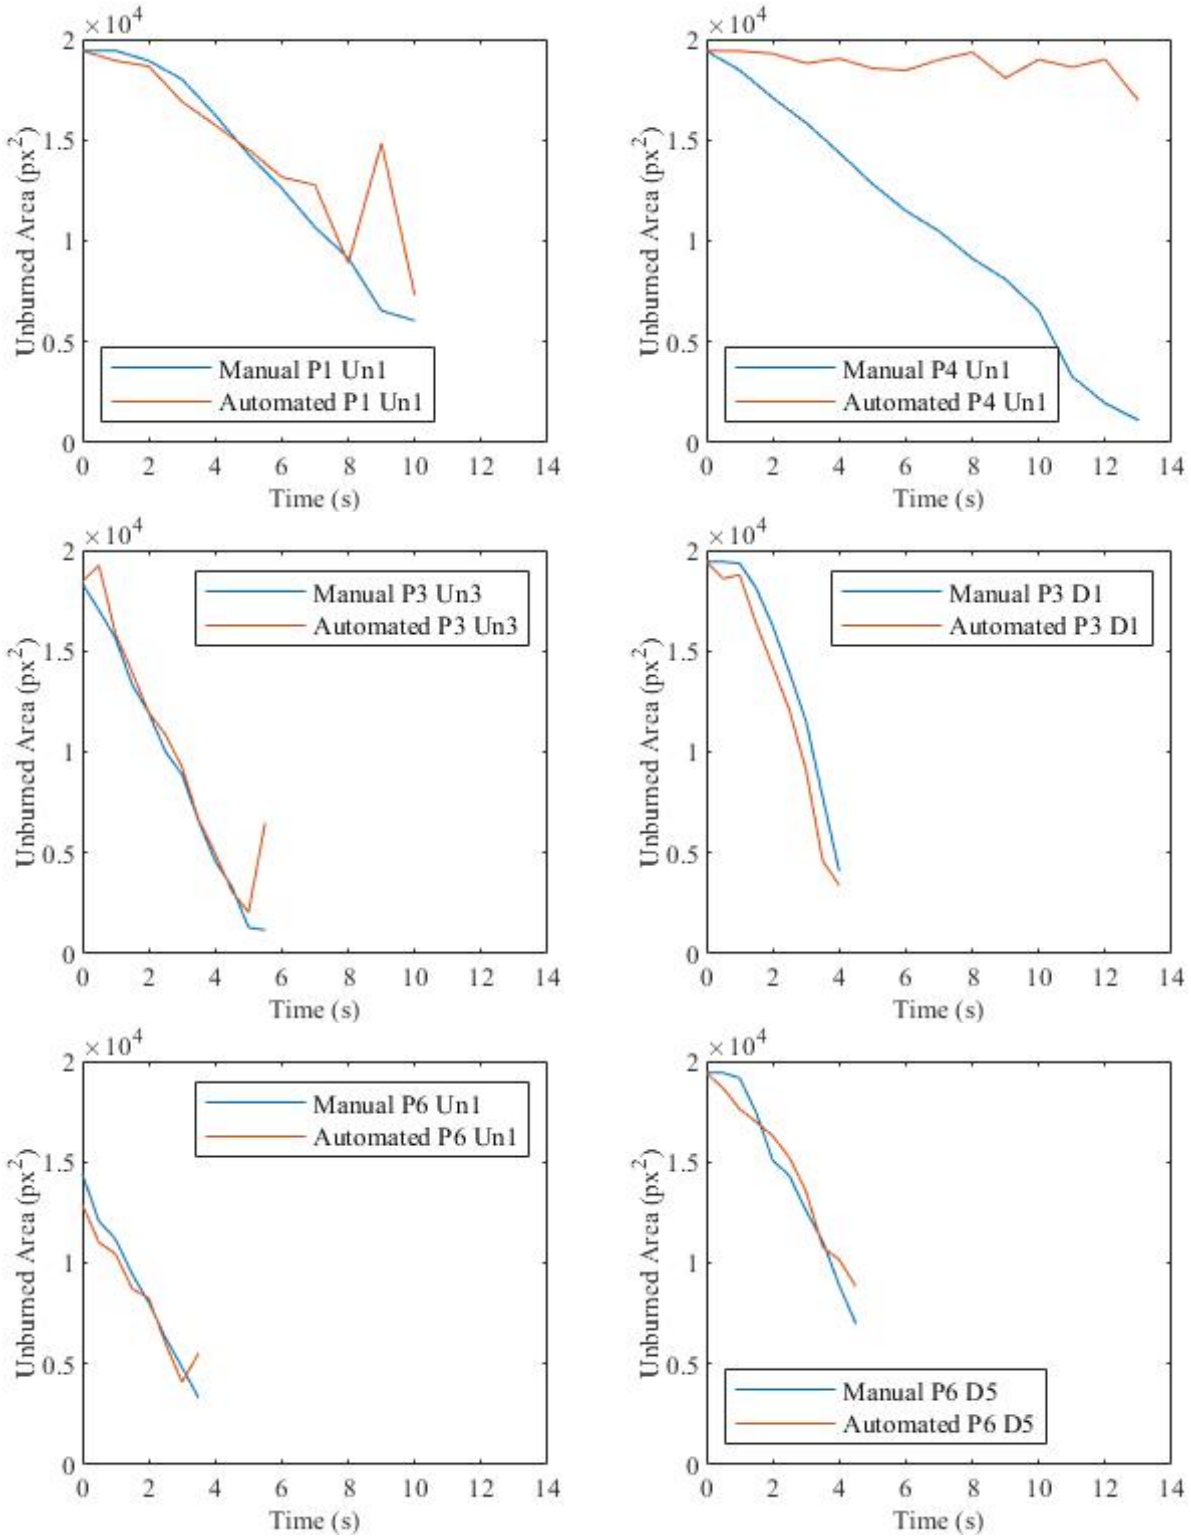 ×10⁴
2
1.5
1
0.5
0
Unburned Area (px²)
Manual P1 Un1
Automated P1 Un1
0 2 4 6 8 10 12 14
Time (s)
×10⁴
2
1.5
1
0.5
0
Unburned Area (px²)
Manual P4 Un1
Automated P4 Un1
0 2 4 6 8 10 12 14
Time (s)
×10⁴
2
1.5
1
0.5
0
Unburned Area (px²)
Manual P3 Un3
Automated P3 Un3
0 2 4 6 8 10 12 14
Time (s)
×10⁴
2
1.5
1
0.5
0
Unburned Area (px²)
Manual P3 D1
Automated P3 D1
0 2 4 6 8 10 12 14
Time (s)
×10⁴
2
1.5
1
0.5
0
Unburned Area (px²)
Manual P6 Un1
Automated P6 Un1
0 2 4 6 8 10 12 14
Time (s)
×10⁴
2
1.5
1
0.5
0
Unburned Area (px²)
Manual P6 D5
Automated P6 D5
0 2 4 6 8 10 12 14
Time (s)